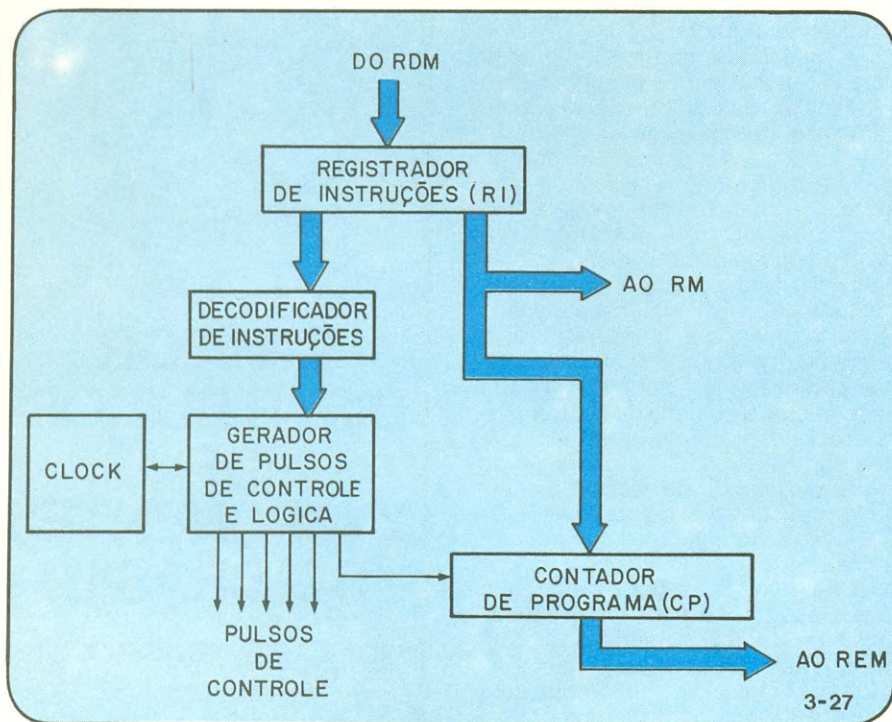 DO RDM
REGISTRADOR
DE INSTRUÇÕES (RI)
AO RM
DECODIFICADOR
DE INSTRUÇÕES
CLOCK
GERADOR
DE PULSOS
DE CONTROLE
E LOGICA
CONTADOR
DE PROGRAMA (CP)
PULSOS
DE
CONTROLE
AO REM
3-27